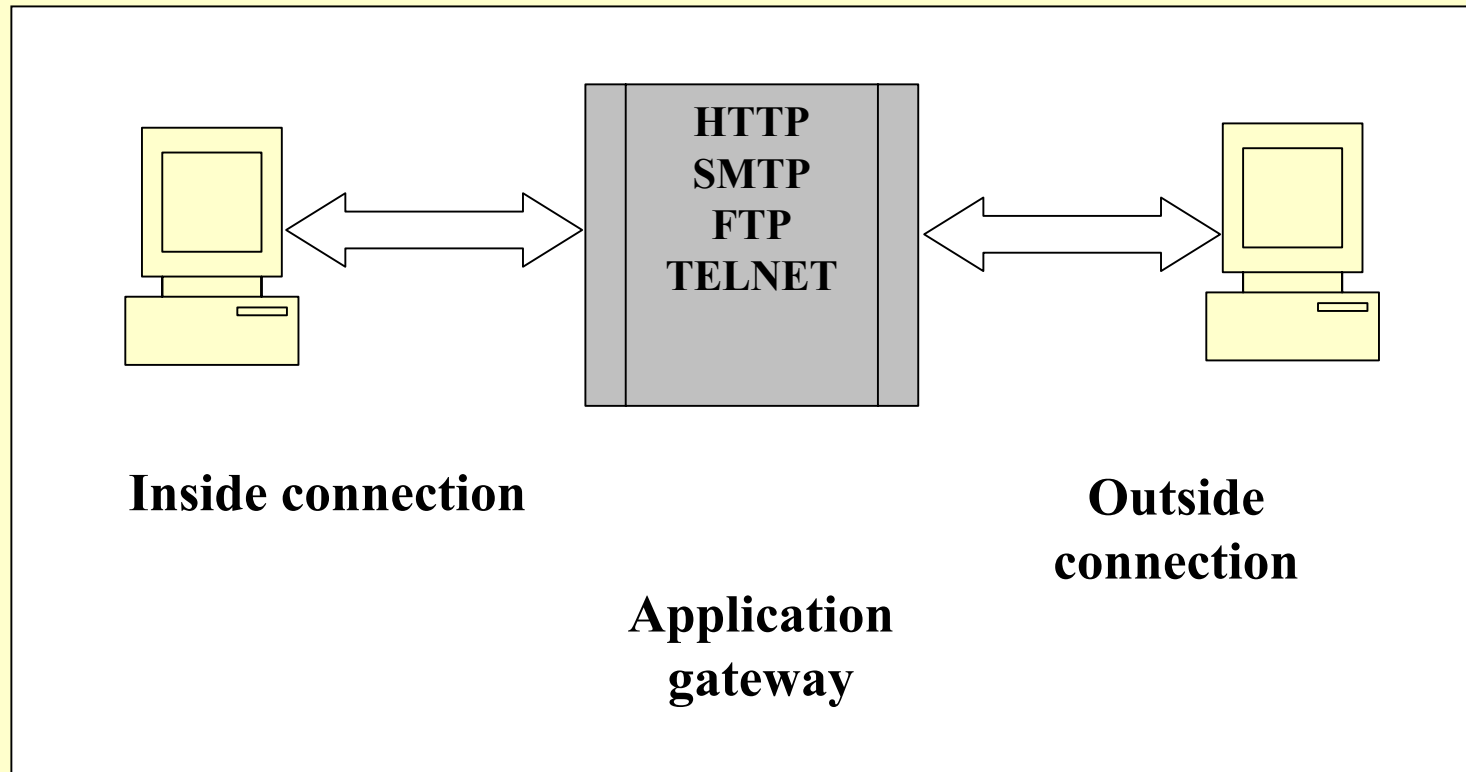 HTTP
SMTP
FTP
TELNET
Inside connection
Outside
connection
Application
gateway